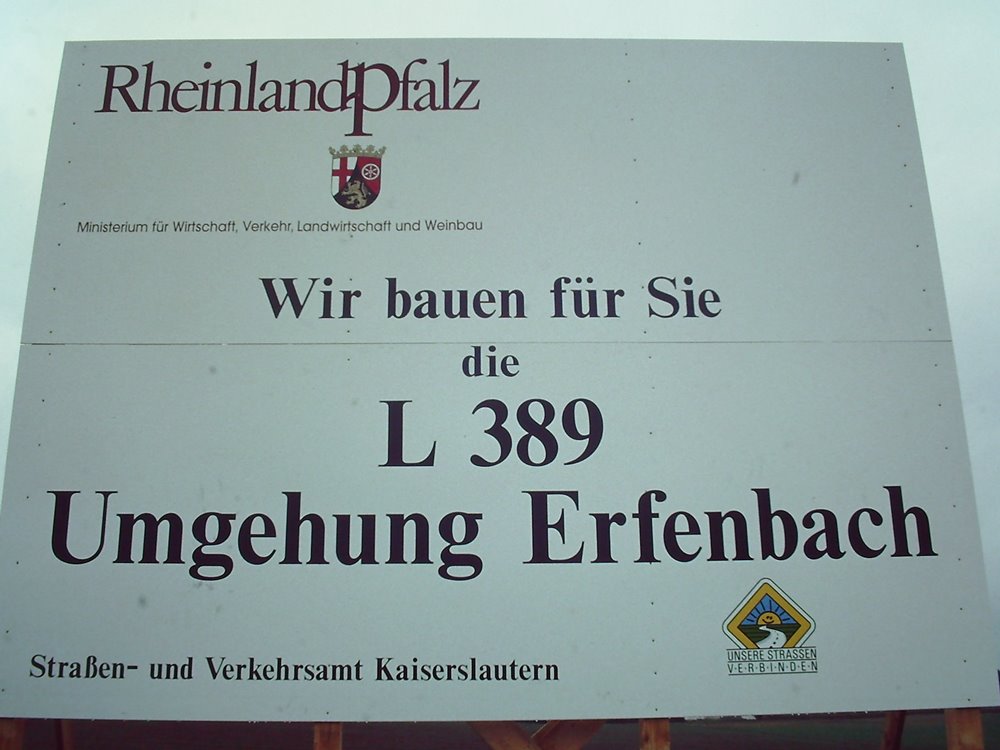 RheinlandPfalz
Ministerium für Wirtschaft, Verkehr, Landwirtschaft und Weinbau
Wir bauen für Sie
die
L 389
Umgehung Erfenbach
UNSERE STRASSEN
VERBINDEN
Straßen- und Verkehrsamt Kaiserslautern